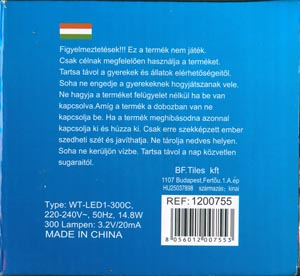 Figyelmeztetések!!! Ez a termék nem játék.
Csak célnak megfelelően használja a terméket.
Tartsa távol a gyerekek és állatok elérhetőségeitől.
Soha ne engedje a gyerekeknek hogyjátszanak vele.
Ne hagyja a terméket felügyelet nélkül ha be van
kapcsolva.Amíg a termék a dobozban van ne
kapcsolja be. Ha a termék meghibásodna azonnal
kapcsolja ki és húzza ki. Csak erre szekképzett ember
szedheti szét és javíthatja. Ne tárolja nedves helyen.
Soha ne kerüljön vízbe. Tartsa távol a nap közvetlen
sugaraitól.
BF.Tiles kft
1107 Budapest,Fertőu.1.A.ép
HU25037898 származás: kinai
Type: WT-LED1-300C,
220-240V~, 50Hz, 14.8W
300 Lampen: 3.2V/20mA
MADE IN CHINA
REF: 1200755
8 056012 007553